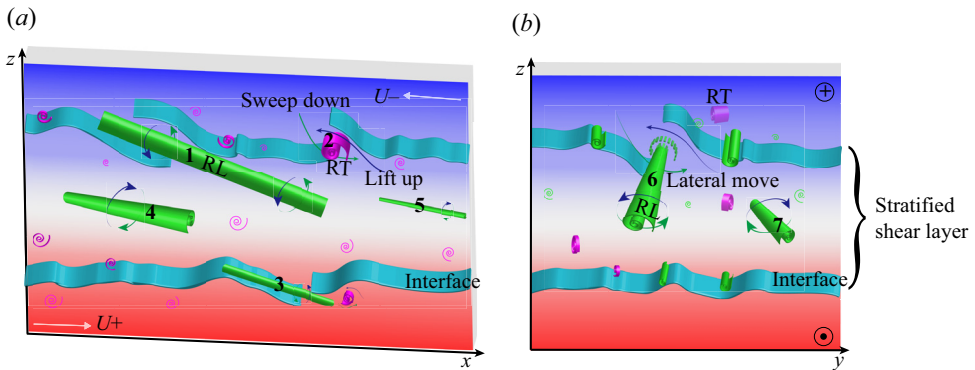 (a)
z
U–
Sweep down
2
RT
1
RL
Lift up
4
5
3
Interface
U+
x
(b)
z
RT
+
6
Lateral move
RL
7
Stratified
shear layer
Interface
y